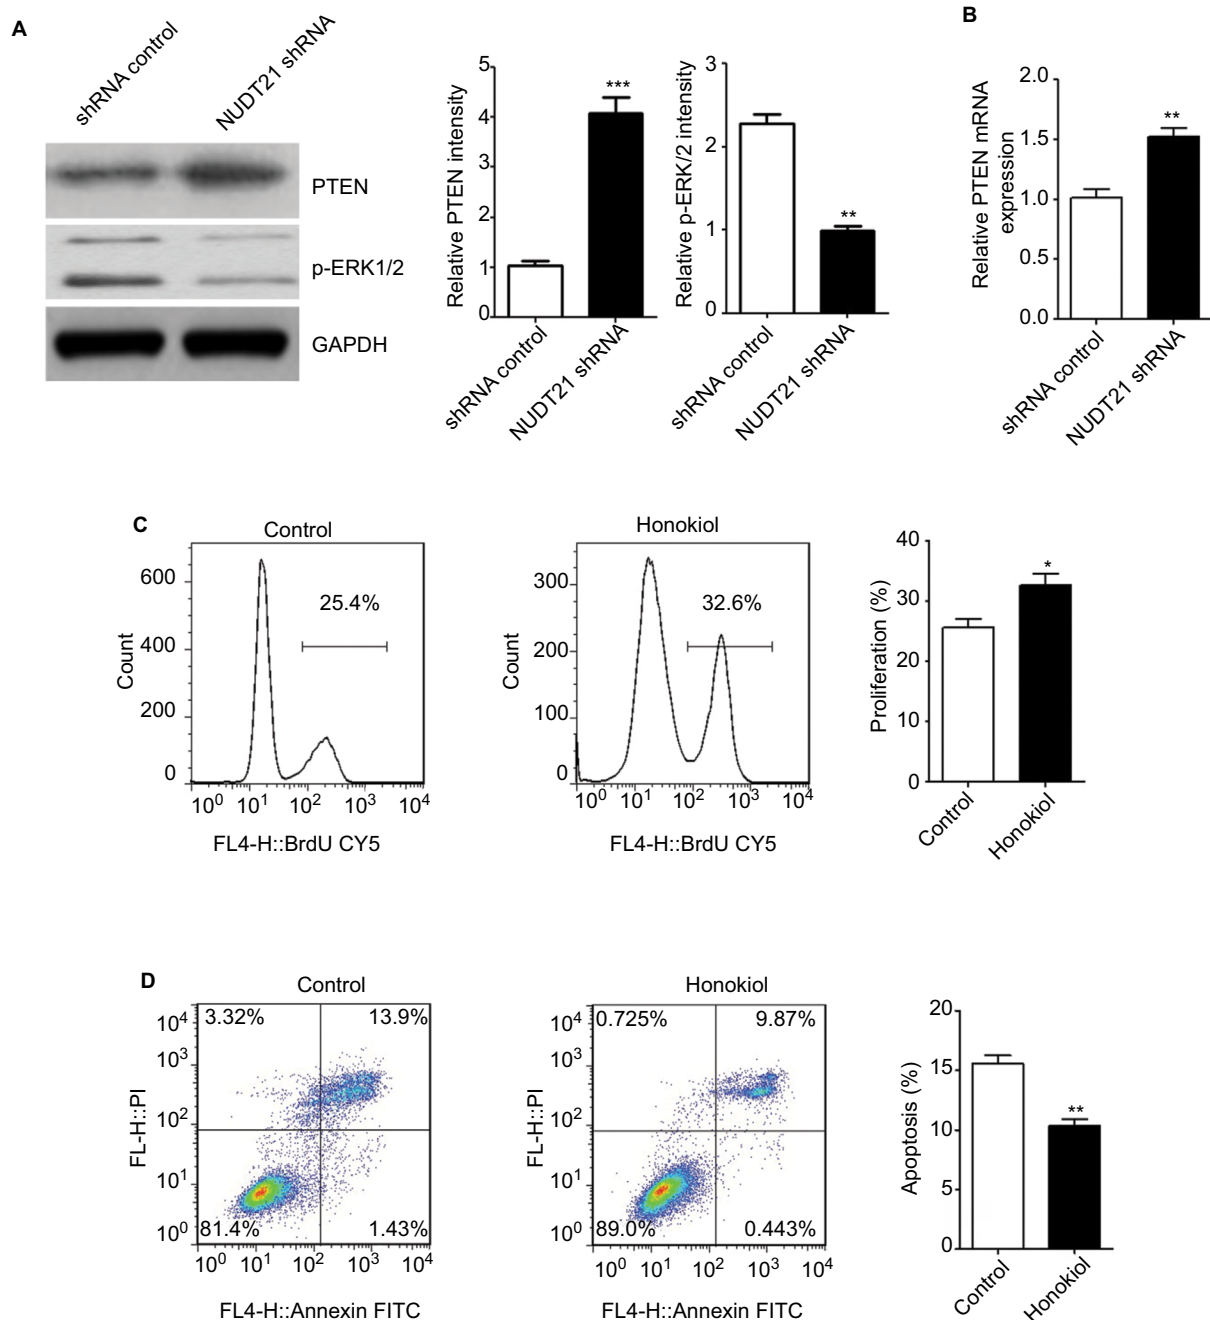 A
shRNA control
NUDT21 shRNA
PTEN
p-ERK1/2
GAPDH
Relative PTEN intensity
5
4
3
2
1
0
***
shRNA control
NUDT21 shRNA
Relative p-ERK/2 intensity
3
2
1
0
**
shRNA control
NUDT21 shRNA
B
Relative PTEN mRNA
expression
2.0
1.5
1.0
0.5
0.0
**
shRNA control
NUDT21 shRNA
C
Control
Count
600
400
200
0
25.4%
10^0 10^1 10^2 10^3 10^4
FL4-H::BrdU CY5
Honokiol
Count
300
200
100
0
32.6%
10^0 10^1 10^2 10^3 10^4
FL4-H::BrdU CY5
Proliferation (%)
40
30
20
10
0
*
Control
Honokiol
D
Control
FL-H::PI
10^4
10^3
10^2
10^1
10^0
3.32% 13.9%
81.4% 1.43%
10^0 10^1 10^2 10^3 10^4
FL4-H::Annexin FITC
Honokiol
FL-H::PI
10^4
10^3
10^2
10^1
10^0
0.725% 9.87%
89.0% 0.443%
10^0 10^1 10^2 10^3 10^4
FL4-H::Annexin FITC
Apoptosis (%)
20
15
10
5
0
**
Control
Honokiol